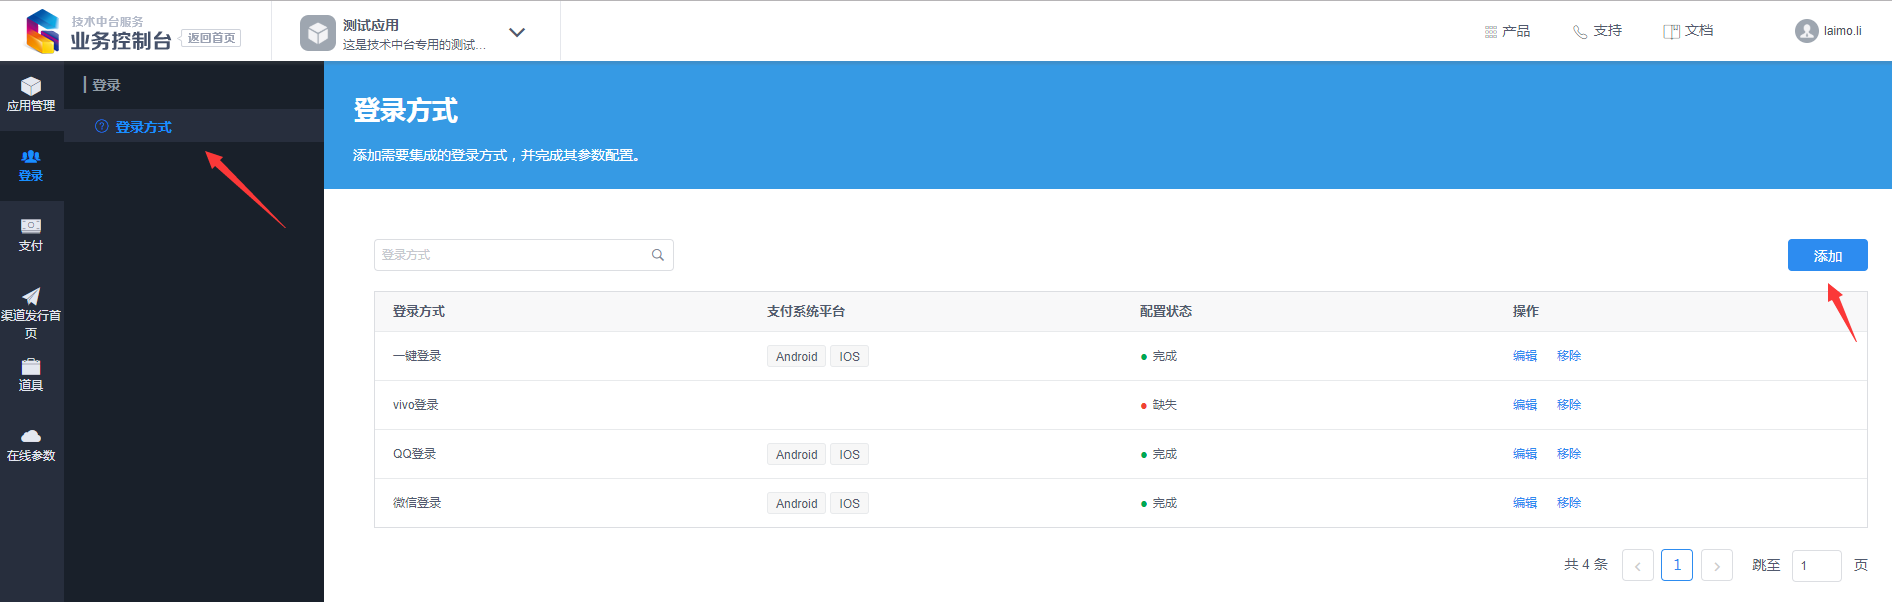 技术中台服务
业务控制台 返回首页
测试应用
这是技术中台专用的测试...
产品 支持 文档 laimo.li
应用管理
登录
支付
渠道发行首
页
道具
在线参数
登录
登录方式
登录方式
添加需要集成的登录方式，并完成其参数配置。
登录方式
添加
登录方式 支付系统平台 配置状态 操作
一键登录 Android IOS 完成 编辑 移除
vivo登录 缺失 编辑 移除
QQ登录 Android IOS 完成 编辑 移除
微信登录 Android IOS 完成 编辑 移除
共 4 条 < 1 > 跳至 1 页